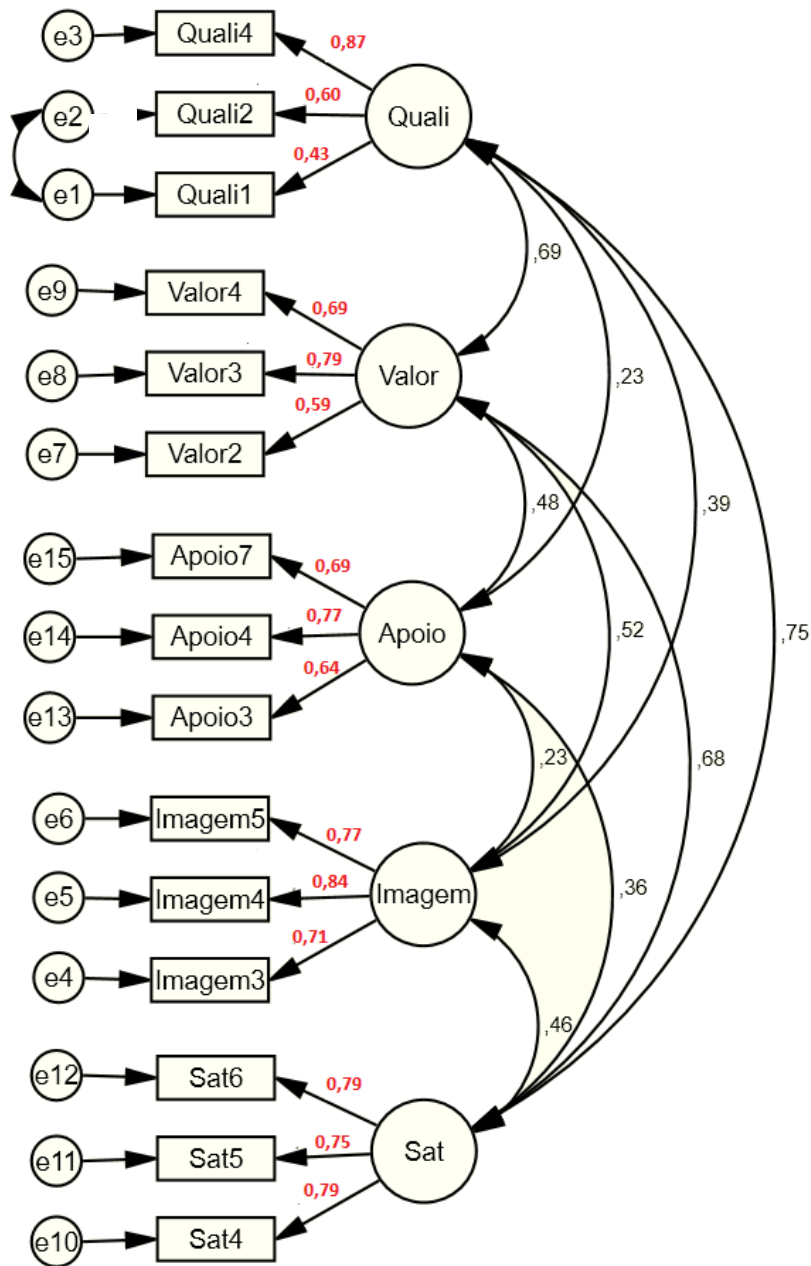 e3 Quali4 0,87
e2 Quali2 0,60 Quali
e1 Quali1 0,43
,69
e9 Valor4 0,69
e8 Valor3 0,79 Valor ,23
e7 Valor2 0,59
,48 ,39
e15 Apoio7 0,69
e14 Apoio4 0,77 Apoio ,52 ,75
e13 Apoio3 0,64
,23 ,68
e6 Imagem5 0,77
e5 Imagem4 0,84 Imagem ,36
e4 Imagem3 0,71
,46
e12 Sat6 0,79
e11 Sat5 0,75 Sat
e10 Sat4 0,79